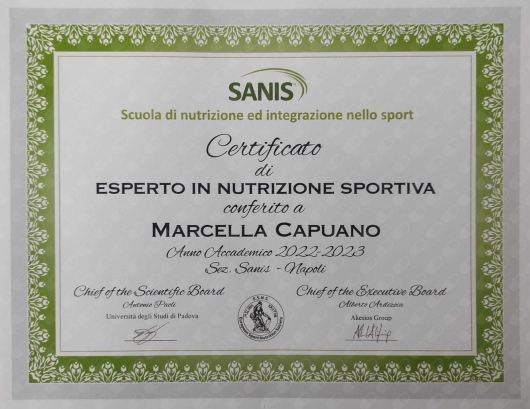 SANIS
Scuola di nutrizione ed integrazione nello sport
Certificato
di
ESPERTO IN NUTRIZIONE SPORTIVA
conferito a
MARCELLA CAPUANO
Anno Accademico 2022-2023
Sez. Sanis - Napoli
Chief of the Scientific Board
Antonio Paoli
Università degli Studi di Padova
Chief of the Executive Board
Alberto Ardizoia
Akesios Group